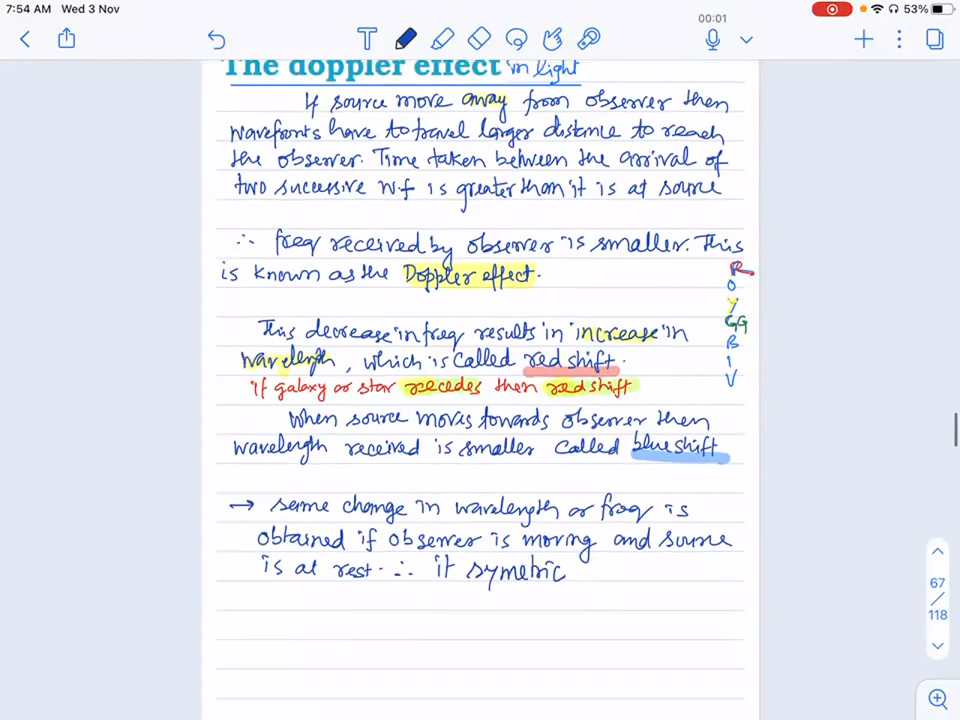 7:54 AM Wed 3 Nov
53%
00:01
The doppler effect in light
If source move away from observer then
wavefronts have to travel larger distance to reach
the observer. Time taken between the arrival of
two successive w.f is greater than it is at source
∴ freq received by observer is smaller. This
is known as the Doppler effect.
R
O
Y
GG
B
I
V
This decrease in freq results in increase in
wavelength, which is called red shift.
if galaxy or star recedes then red shift
When source moves towards observer then
wavelength received is smaller called blue shift
→ same change in wavelength or freq is
obtained if observer is moving and source
is at rest. ∴ it symetric
67
/
118